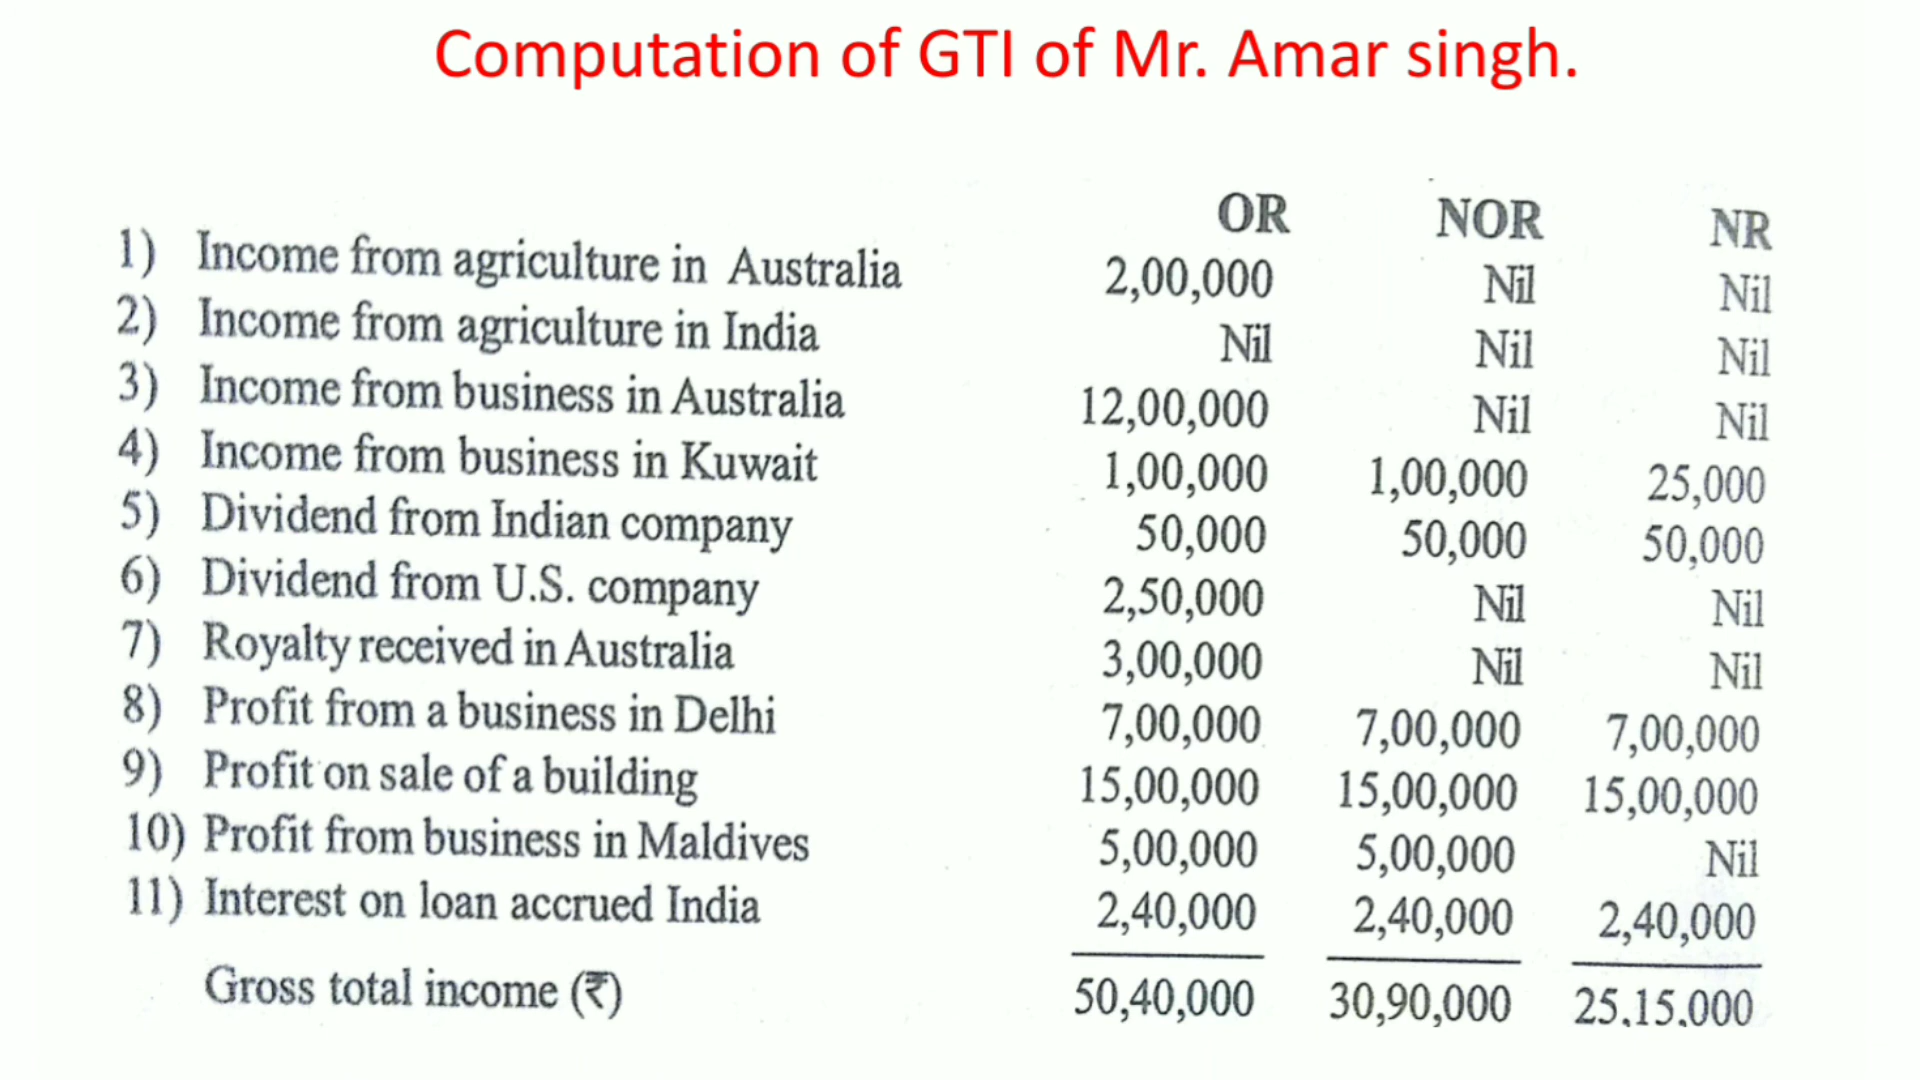 Computation of GTI of Mr. Amar singh.
OR NOR NR
1) Income from agriculture in Australia 2,00,000 Nil Nil
2) Income from agriculture in India Nil Nil Nil
3) Income from business in Australia 12,00,000 Nil Nil
4) Income from business in Kuwait 1,00,000 1,00,000 25,000
5) Dividend from Indian company 50,000 50,000 50,000
6) Dividend from U.S. company 2,50,000 Nil Nil
7) Royalty received in Australia 3,00,000 Nil Nil
8) Profit from a business in Delhi 7,00,000 7,00,000 7,00,000
9) Profit on sale of a building 15,00,000 15,00,000 15,00,000
10) Profit from business in Maldives 5,00,000 5,00,000 Nil
11) Interest on loan accrued India 2,40,000 2,40,000 2,40,000
Gross total income (₹) 50,40,000 30,90,000 25,15,000